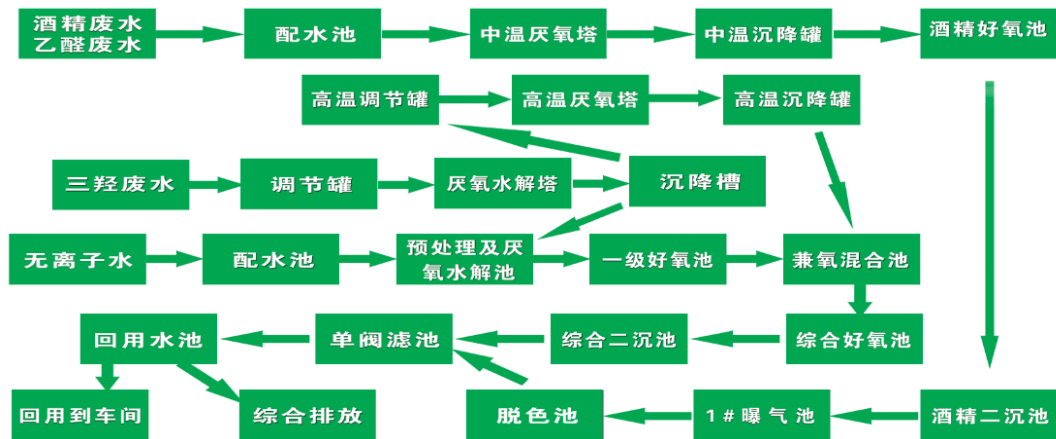 酒精废水
乙醛废水
配水池
中温厌氧塔
中温沉降罐
酒精好氧池
高温调节罐
高温厌氧塔
高温沉降罐
三羟废水
调节罐
厌氧水解塔
沉降槽
无离子水
配水池
预处理及厌
氧水解池
一级好氧池
兼氧混合池
回用水池
单阀滤池
综合二沉池
综合好氧池
回用到车间
综合排放
脱色池
1#曝气池
酒精二沉池